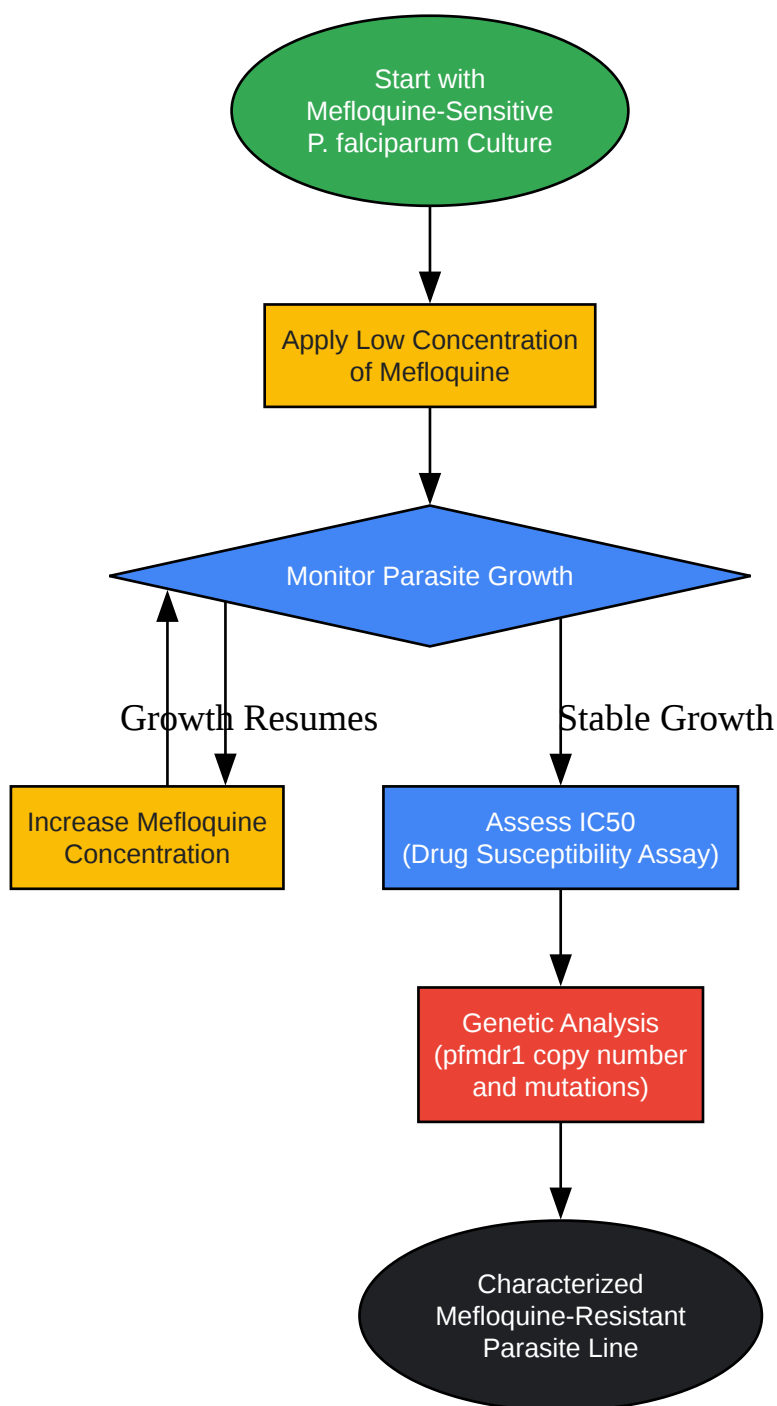 Start with
Mefloquine-Sensitive
P. falciparum Culture
Apply Low Concentration
of Mefloquine
Monitor Parasite Growth
Growth Resumes
Stable Growth
Increase Mefloquine
Concentration
Assess IC50
(Drug Susceptibility Assay)
Genetic Analysis
(pfmdr1 copy number
and mutations)
Characterized
Mefloquine-Resistant
Parasite Line